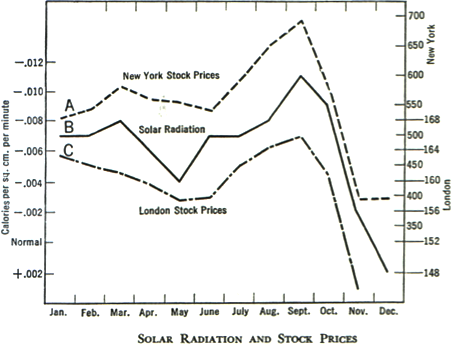 700
New York
650
-.012
600
New York Stock Prices
-.010
550
A
-.008
168
B
Solar Radiation
500
C
-.006
164
450
-.004
160
400
London Stock Prices
-.002
156
London
350
Normal
152
+.002
148
Calories per sq. cm. per minute
Jan. Feb. Mar. Apr. May June July Aug. Sept. Oct. Nov. Dec.
SOLAR RADIATION AND STOCK PRICES